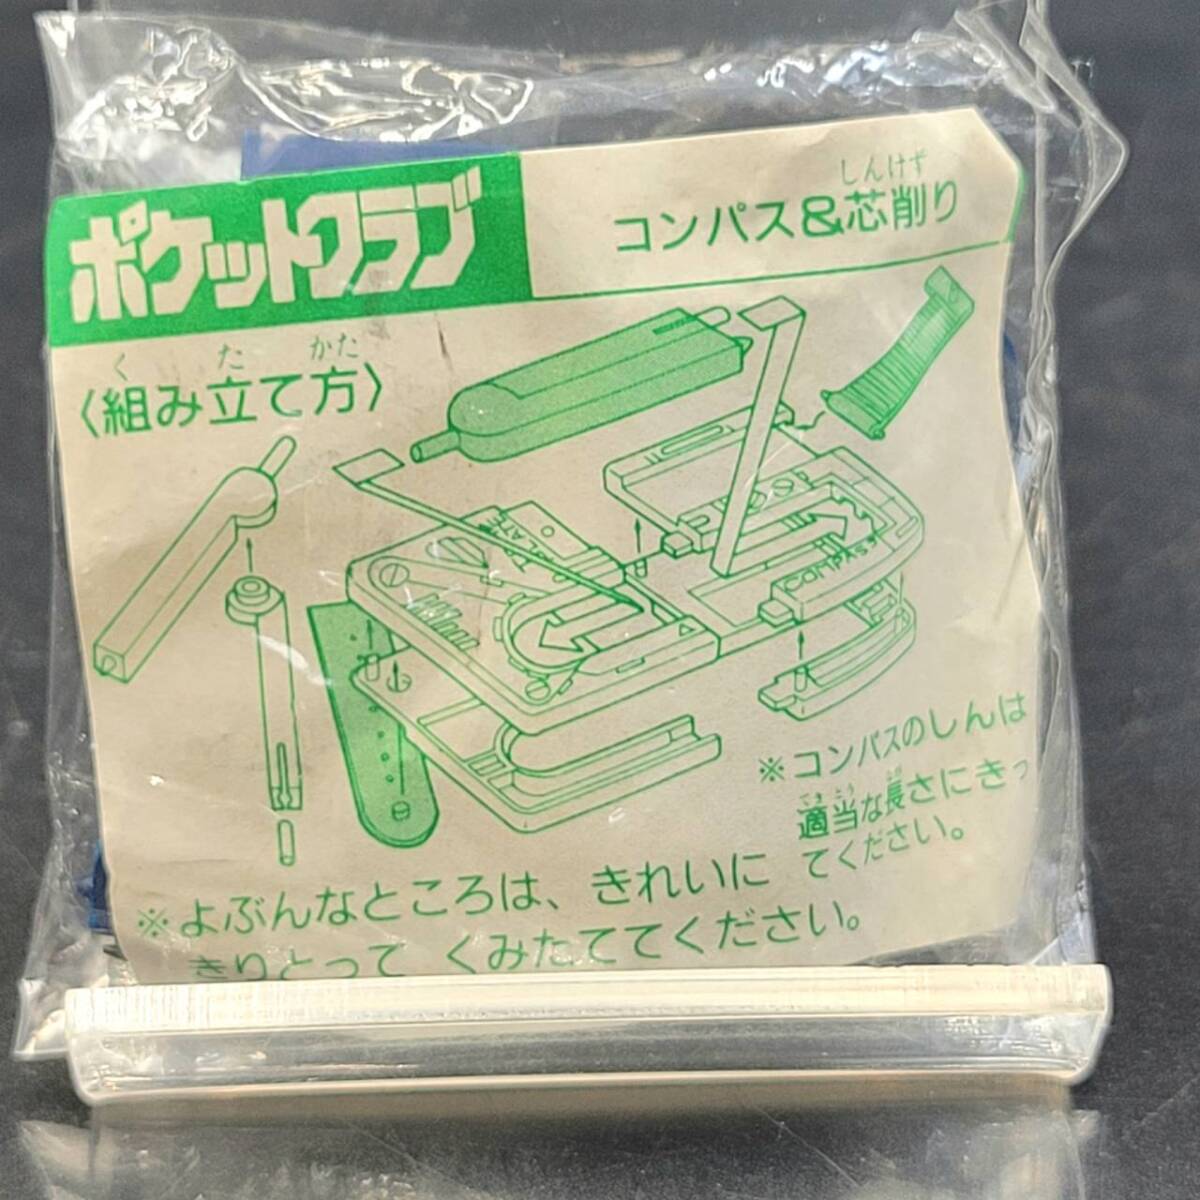 ポケットクラブ
コンパス&芯削り
しんけず
〈組み立て方〉
く た かた
PLATE
COMPASS
※コンパスのしんは
適当な長さにきっ
てきとう
てください。
※よぶんなところは、きれいに
きりとって くみたててください。